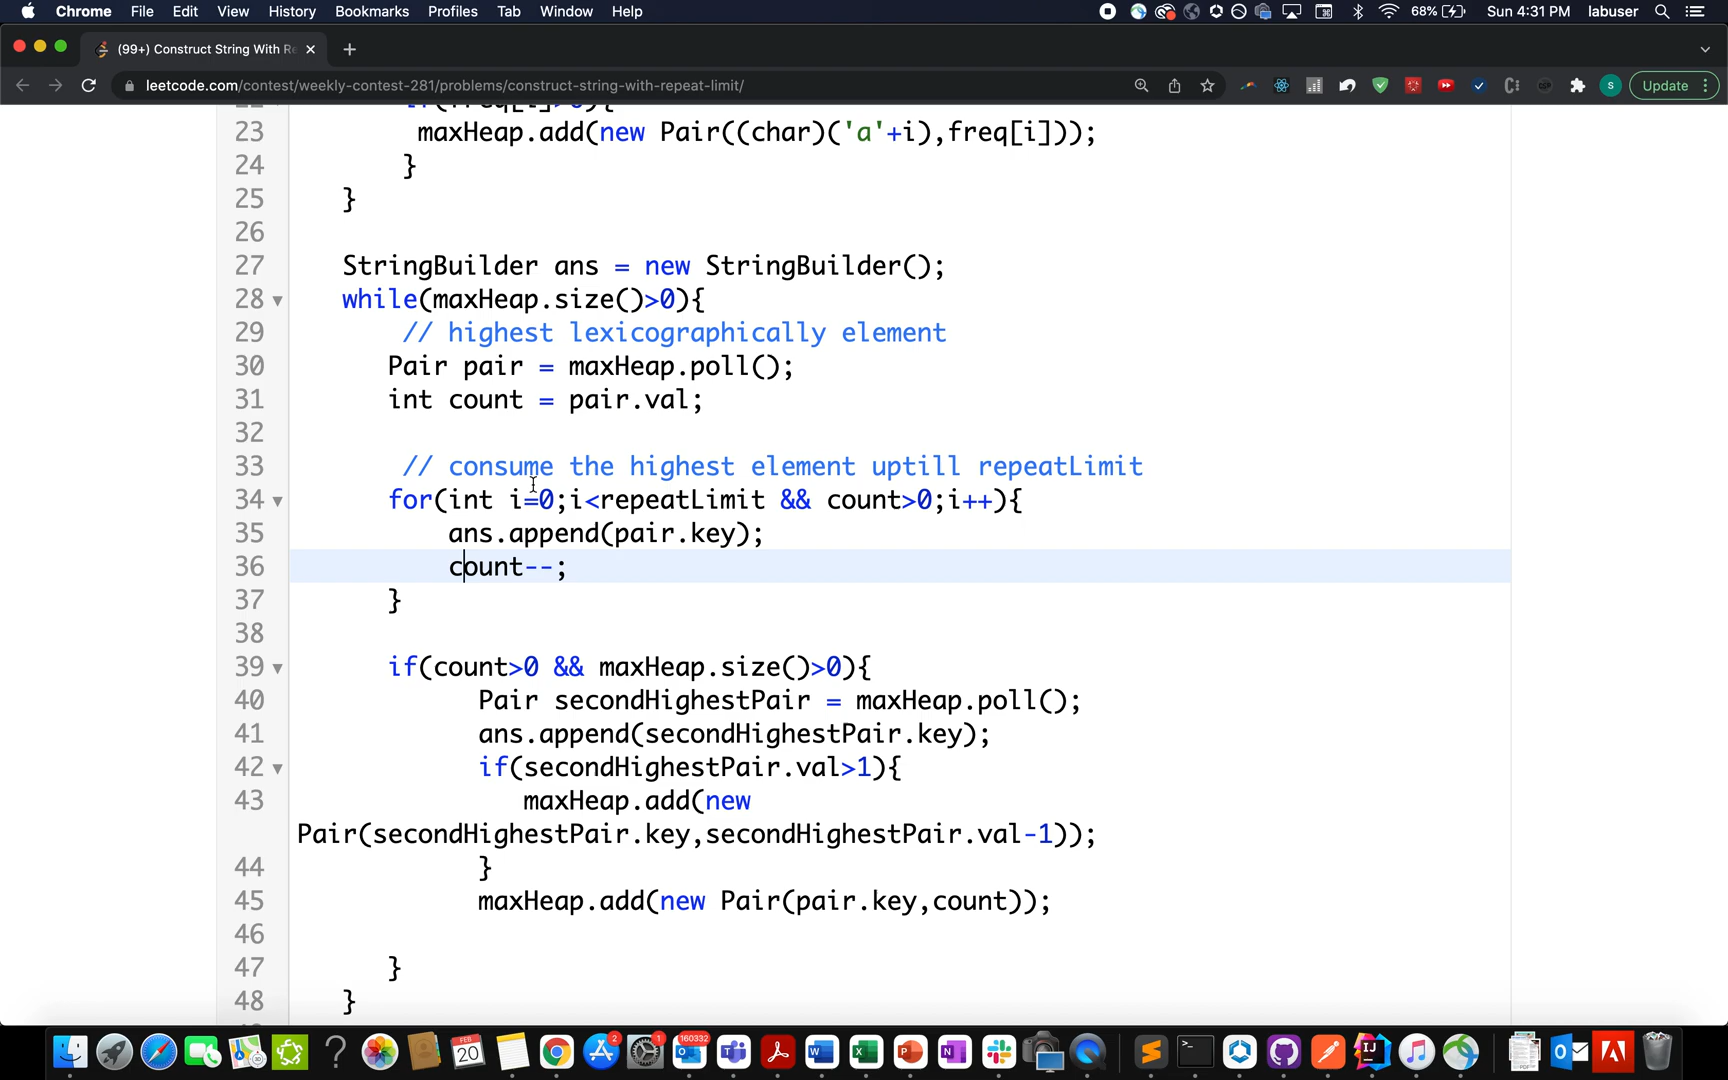 Chrome File Edit View History Bookmarks Profiles Tab Window Help 68% Sun 4:31 PM labuser
(99+) Construct String With Re
leetcode.com/contest/weekly-contest-281/problems/construct-string-with-repeat-limit/ S Update
23 maxHeap.add(new Pair((char)('a'+i),freq[i]));
24 }
25 }
26
27 StringBuilder ans = new StringBuilder();
28 while(maxHeap.size()>0){
29 // highest lexicographically element
30 Pair pair = maxHeap.poll();
31 int count = pair.val;
32
33 // consume the highest element uptill repeatLimit
34 for(int i=0;i<repeatLimit && count>0;i++){
35 ans.append(pair.key);
36 count--;
37 }
38
39 if(count>0 && maxHeap.size()>0){
40 Pair secondHighestPair = maxHeap.poll();
41 ans.append(secondHighestPair.key);
42 if(secondHighestPair.val>1){
43 maxHeap.add(new
Pair(secondHighestPair.key,secondHighestPair.val-1));
44 }
45 maxHeap.add(new Pair(pair.key,count));
46
47 }
48 }
FEB 20 2 1 160332